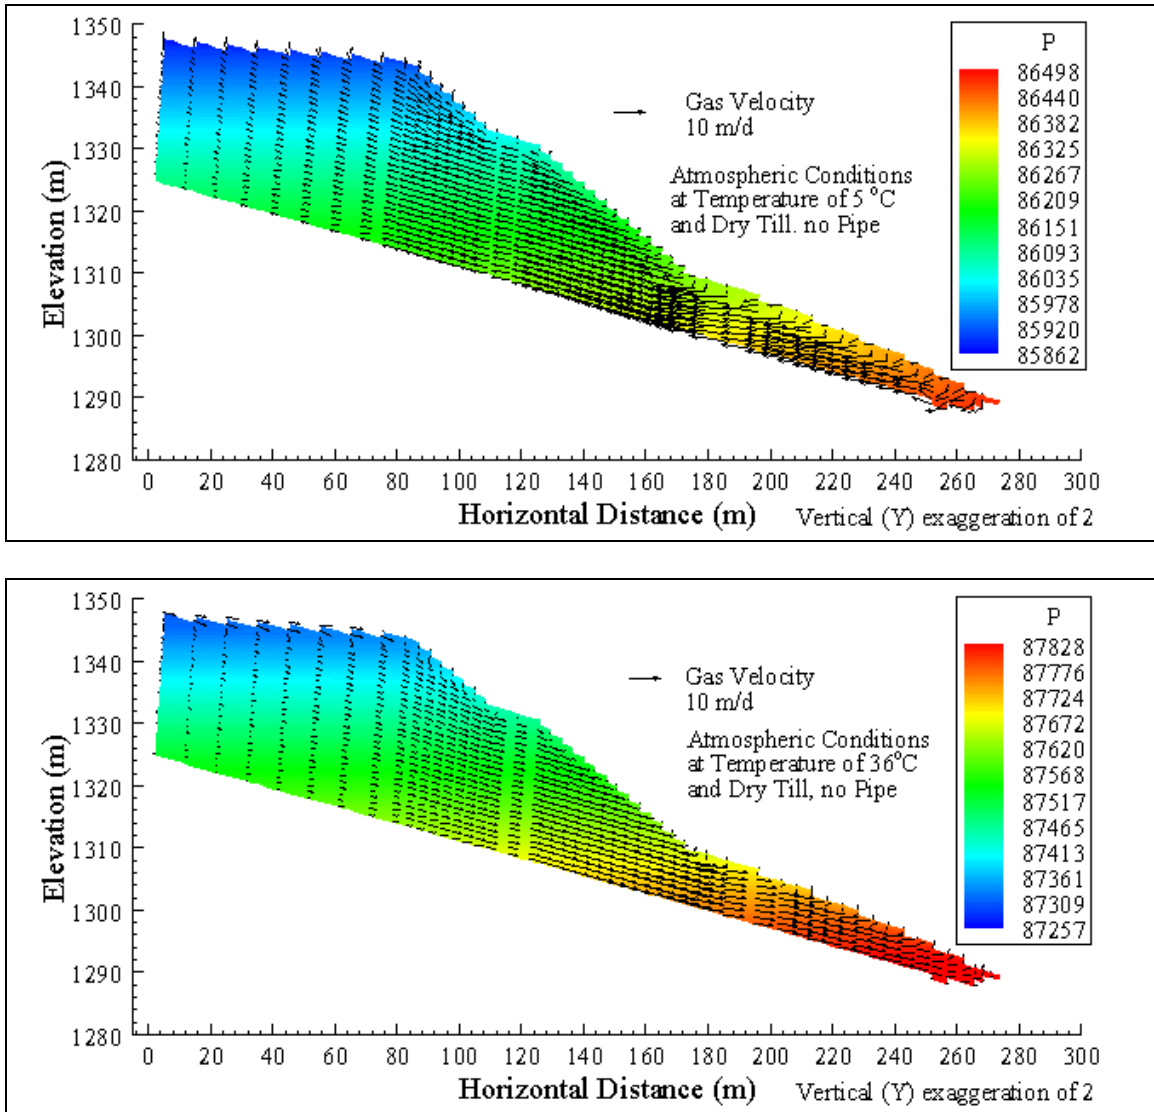 1350
1340
1330
1320
1310
1300
1290
1280
Elevation (m)
0 20 40 60 80 100 120 140 160 180 200 220 240 260 280 300
Horizontal Distance (m)
Vertical (Y) exaggeration of 2
Gas Velocity
10 m/d
Atmospheric Conditions
at Temperature of 5 °C
and Dry Till. no Pipe
P
86498
86440
86382
86325
86267
86209
86151
86093
86035
85978
85920
85862
1350
1340
1330
1320
1310
1300
1290
1280
Elevation (m)
0 20 40 60 80 100 120 140 160 180 200 220 240 260 280 300
Horizontal Distance (m)
Vertical (Y) exaggeration of 2
Gas Velocity
10 m/d
Atmospheric Conditions
at Temperature of 36°C
and Dry Till, no Pipe
P
87828
87776
87724
87672
87620
87568
87517
87465
87413
87361
87309
87257